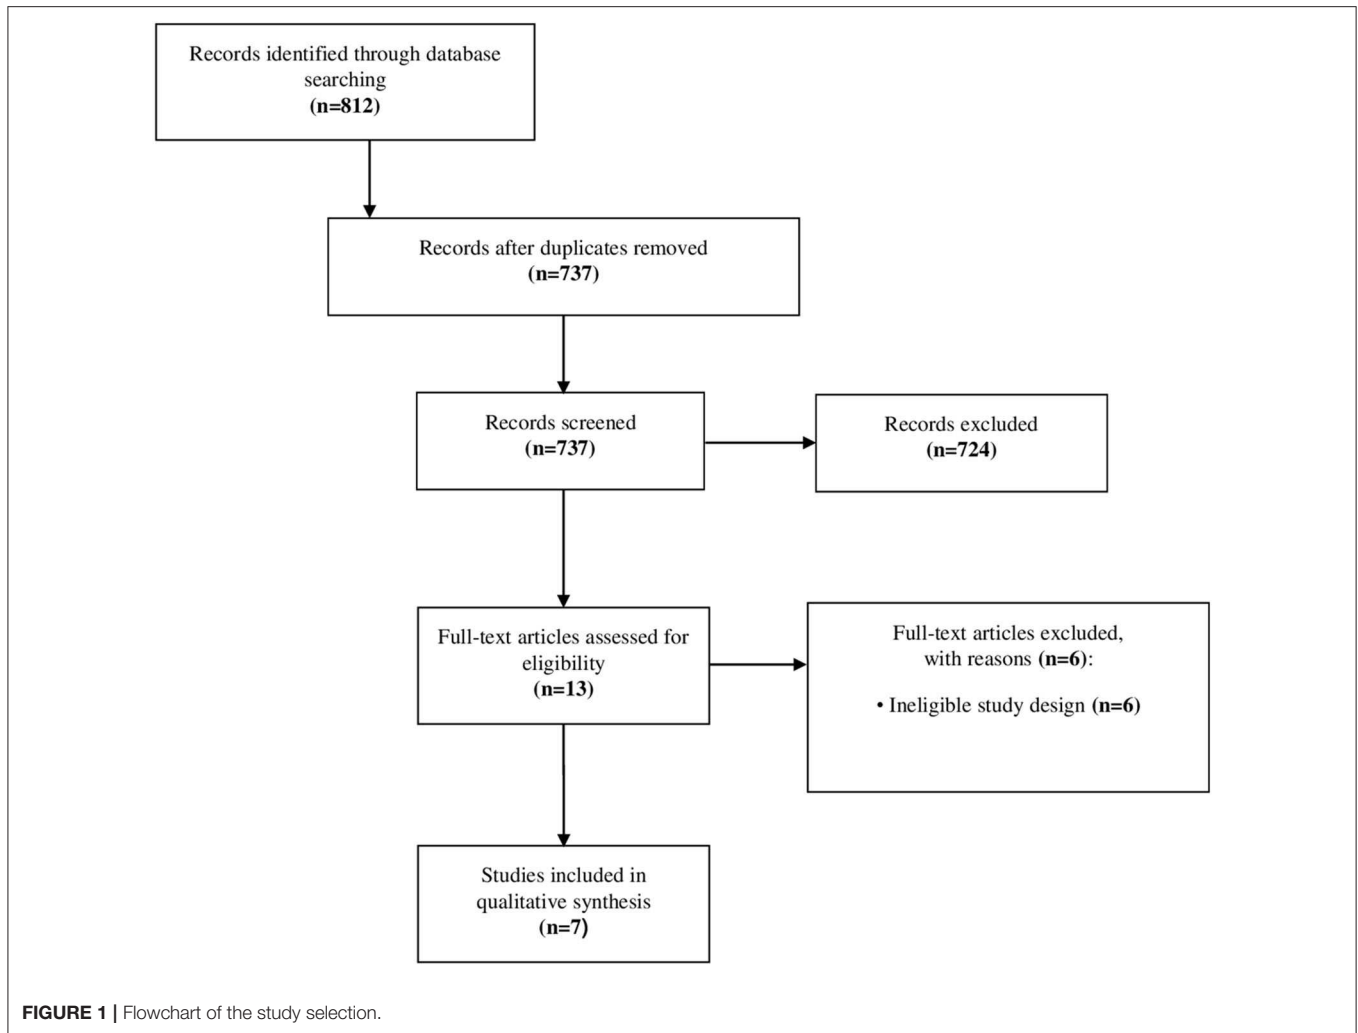 Records identified through database
searching
(n=812)
Records after duplicates removed
(n=737)
Records screened
(n=737)
Records excluded
(n=724)
Full-text articles assessed for
eligibility
(n=13)
Full-text articles excluded,
with reasons (n=6):
• Ineligible study design (n=6)
Studies included in
qualitative synthesis
(n=7)
FIGURE 1 | Flowchart of the study selection.